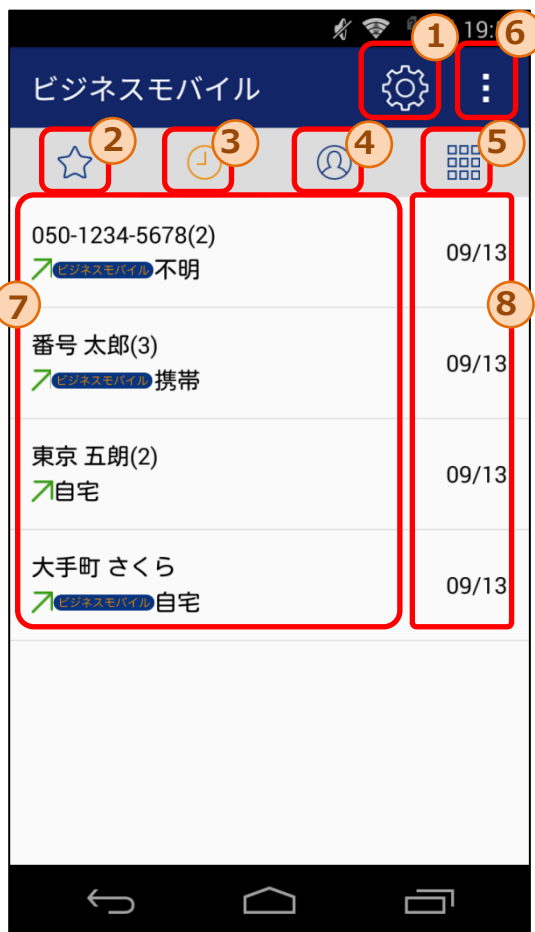 19:
1
6
ビジネスモバイル
2
3
4
5
050-1234-5678(2)
ビジネスモバイル 不明
09/13
7
8
番号 太郎(3)
ビジネスモバイル 携帯
09/13
東京 五朗(2)
自宅
09/13
大手町 さくら
ビジネスモバイル 自宅
09/13